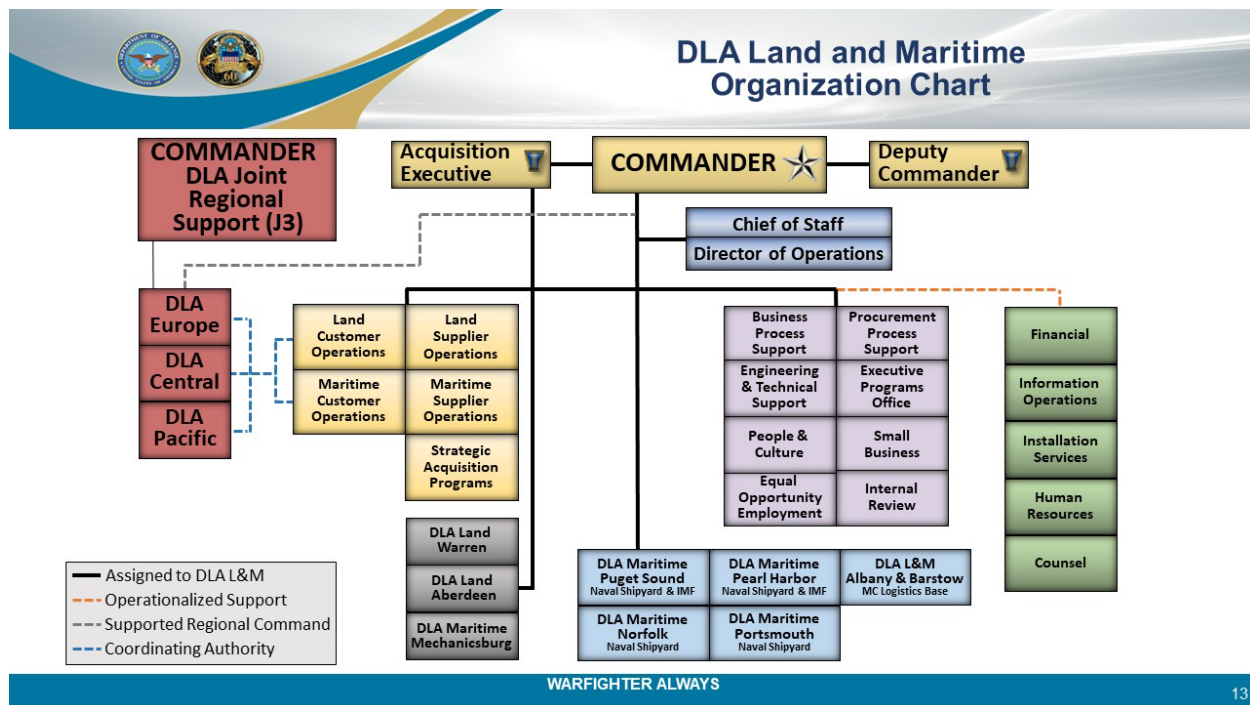 DLA Land and Maritime
Organization Chart
60
COMMANDER
DLA Joint
Regional
Support (J3)
Acquisition
Executive
COMMANDER
Deputy
Commander
Chief of Staff
Director of Operations
DLA
Europe
DLA
Central
DLA
Pacific
Land
Customer
Operations
Land
Supplier
Operations
Maritime
Customer
Operations
Maritime
Supplier
Operations
Strategic
Acquisition
Programs
Business
Process
Support
Procurement
Process
Support
Engineering
& Technical
Support
Executive
Programs
Office
People &
Culture
Small
Business
Equal
Opportunity
Employment
Internal
Review
Financial
Information
Operations
Installation
Services
Human
Resources
Counsel
DLA Land
Warren
DLA Land
Aberdeen
DLA Maritime
Mechanicsburg
DLA Maritime
Puget Sound
Naval Shipyard & IMF
DLA Maritime
Pearl Harbor
Naval Shipyard & IMF
DLA L&M
Albany & Barstow
MC Logistics Base
DLA Maritime
Norfolk
Naval Shipyard
DLA Maritime
Portsmouth
Naval Shipyard
Assigned to DLA L&M
Operationalized Support
Supported Regional Command
Coordinating Authority
WARFIGHTER ALWAYS
13